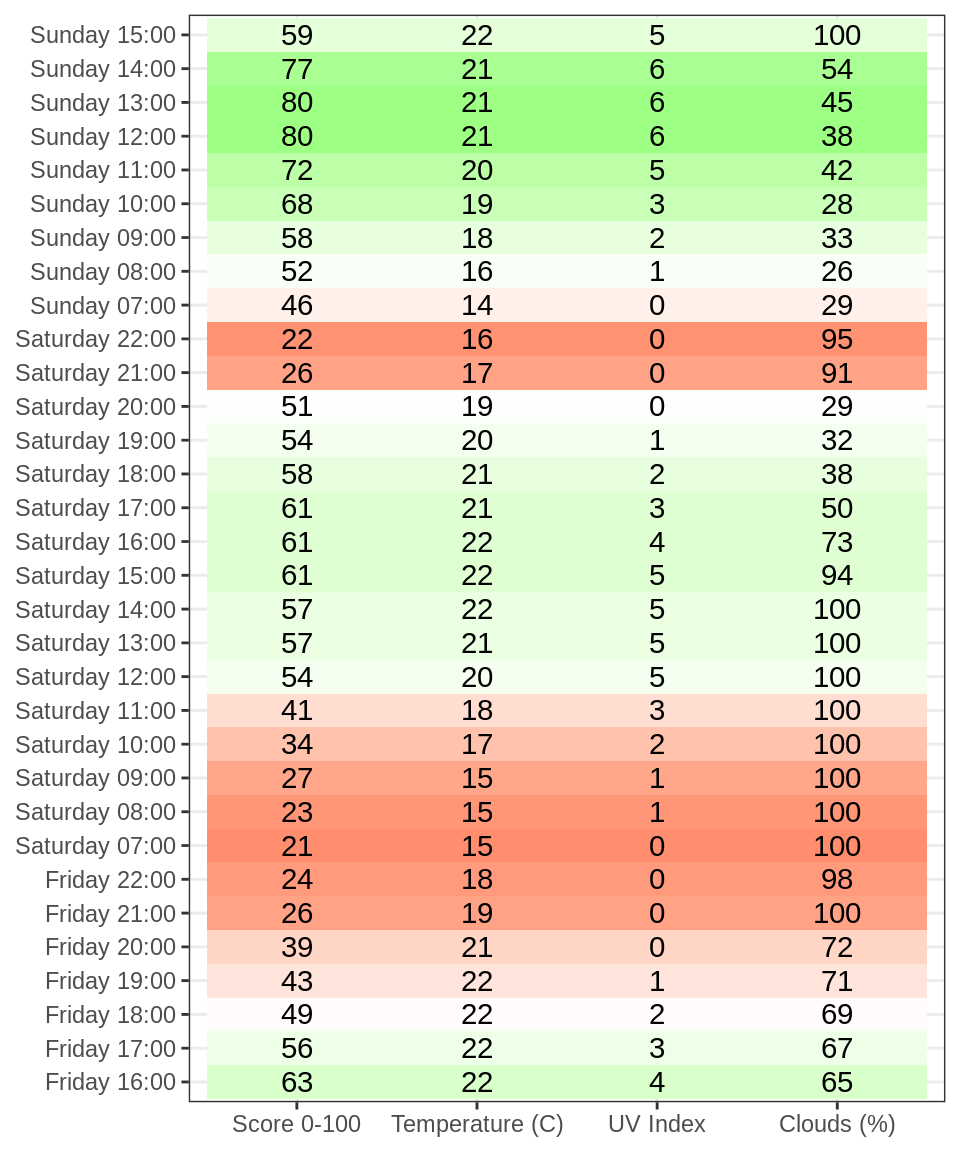 Sunday 15:00 59 22 5 100
Sunday 14:00 77 21 6 54
Sunday 13:00 80 21 6 45
Sunday 12:00 80 21 6 38
Sunday 11:00 72 20 5 42
Sunday 10:00 68 19 3 28
Sunday 09:00 58 18 2 33
Sunday 08:00 52 16 1 26
Sunday 07:00 46 14 0 29
Saturday 22:00 22 16 0 95
Saturday 21:00 26 17 0 91
Saturday 20:00 51 19 0 29
Saturday 19:00 54 20 1 32
Saturday 18:00 58 21 2 38
Saturday 17:00 61 21 3 50
Saturday 16:00 61 22 4 73
Saturday 15:00 61 22 5 94
Saturday 14:00 57 22 5 100
Saturday 13:00 57 21 5 100
Saturday 12:00 54 20 5 100
Saturday 11:00 41 18 3 100
Saturday 10:00 34 17 2 100
Saturday 09:00 27 15 1 100
Saturday 08:00 23 15 1 100
Saturday 07:00 21 15 0 100
Friday 22:00 24 18 0 98
Friday 21:00 26 19 0 100
Friday 20:00 39 21 0 72
Friday 19:00 43 22 1 71
Friday 18:00 49 22 2 69
Friday 17:00 56 22 3 67
Friday 16:00 63 22 4 65
Score 0-100 Temperature (C) UV Index Clouds (%)